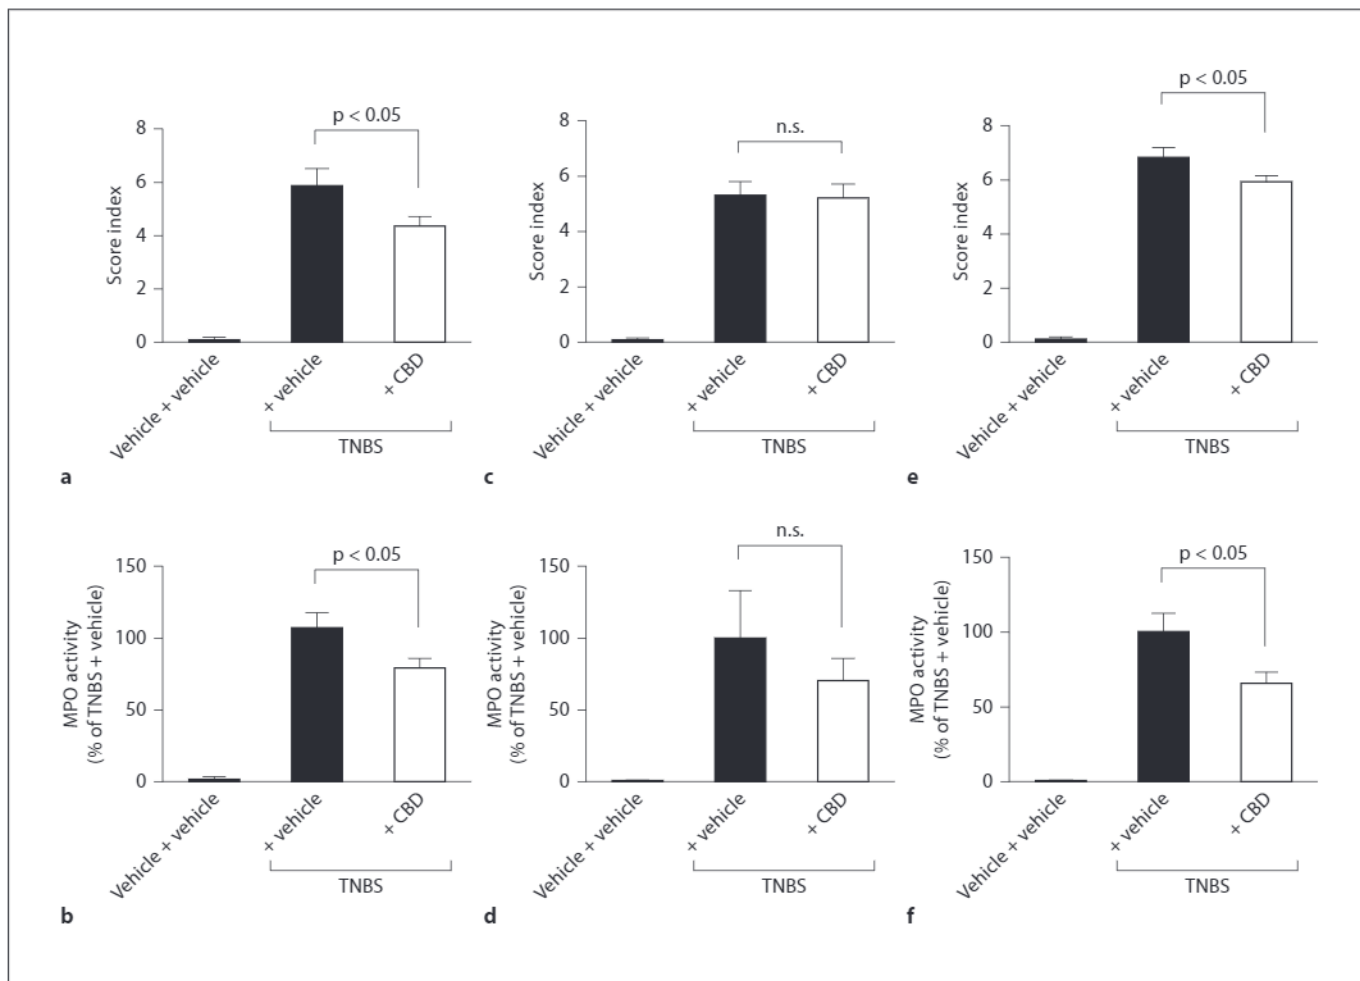 p < 0.05
8
6
4
2
0
Score index
Vehicle + vehicle
+ vehicle
+ CBD
TNBS
a
n.s.
8
6
4
2
0
Score index
Vehicle + vehicle
+ vehicle
+ CBD
TNBS
c
p < 0.05
8
6
4
2
0
Score index
Vehicle + vehicle
+ vehicle
+ CBD
TNBS
e
p < 0.05
150
100
50
0
MPO activity
(% of TNBS + vehicle)
Vehicle + vehicle
+ vehicle
+ CBD
TNBS
b
n.s.
150
100
50
0
MPO activity
(% of TNBS + vehicle)
Vehicle + vehicle
+ vehicle
+ CBD
TNBS
d
p < 0.05
150
100
50
0
MPO activity
(% of TNBS + vehicle)
Vehicle + vehicle
+ vehicle
+ CBD
TNBS
f